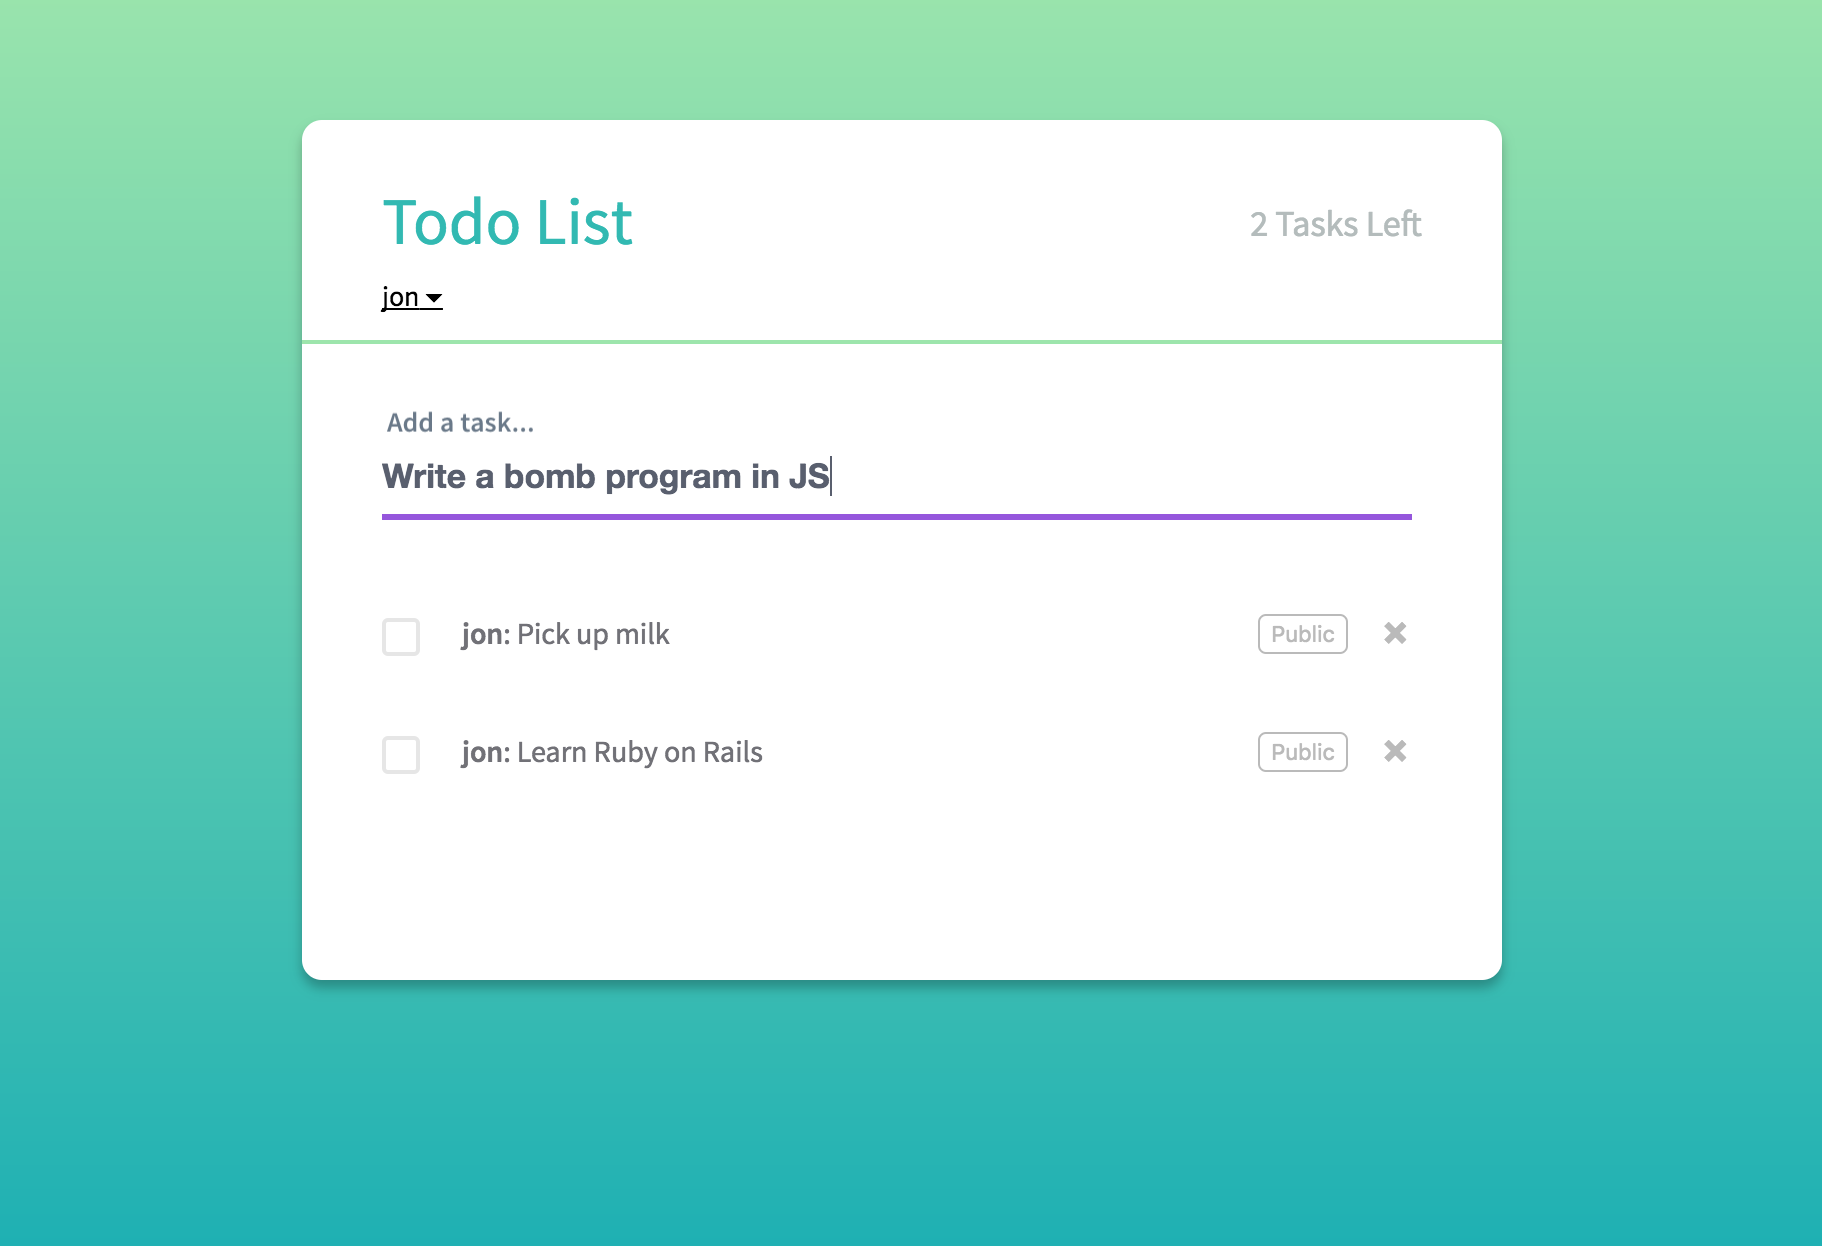 Todo List
2 Tasks Left
jon
Add a task...
Write a bomb program in JS
jon: Pick up milk
Public
jon: Learn Ruby on Rails
Public